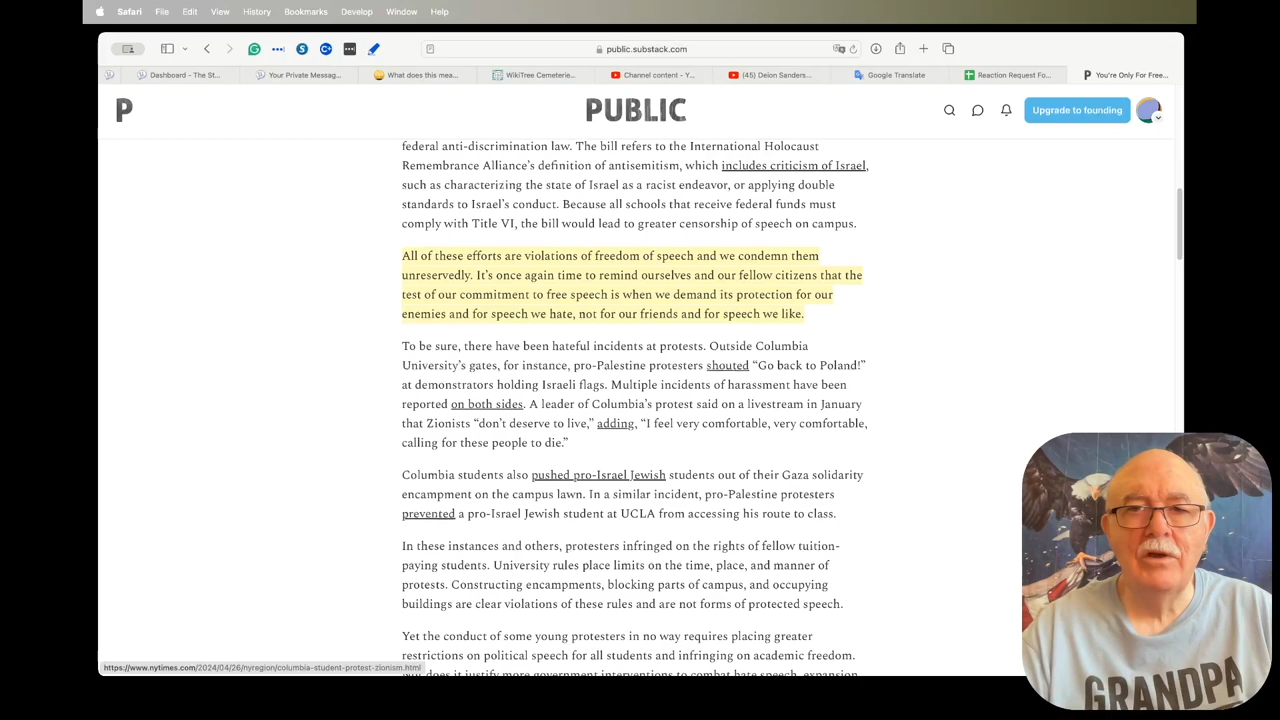 Safari File Edit View History Bookmarks Develop Window Help
public.substack.com
Dashboard - The St... Your Private Messag... What does this mea... WikiTree Cemeterie... Channel content - Y... (45) Deion Sanders... Google Translate Reaction Request Fo... You're Only For Free...
P PUBLIC Upgrade to founding
federal anti-discrimination law. The bill refers to the International Holocaust
Remembrance Alliance's definition of antisemitism, which includes criticism of Israel,
such as characterizing the state of Israel as a racist endeavor, or applying double
standards to Israel's conduct. Because all schools that receive federal funds must
comply with Title VI, the bill would lead to greater censorship of speech on campus.
All of these efforts are violations of freedom of speech and we condemn them
unreservedly. It's once again time to remind ourselves and our fellow citizens that the
test of our commitment to free speech is when we demand its protection for our
enemies and for speech we hate, not for our friends and for speech we like.
To be sure, there have been hateful incidents at protests. Outside Columbia
University's gates, for instance, pro-Palestine protesters shouted “Go back to Poland!”
at demonstrators holding Israeli flags. Multiple incidents of harassment have been
reported on both sides. A leader of Columbia's protest said on a livestream in January
that Zionists “don't deserve to live,” adding, “I feel very comfortable, very comfortable,
calling for these people to die.”
Columbia students also pushed pro-Israel Jewish students out of their Gaza solidarity
encampment on the campus lawn. In a similar incident, pro-Palestine protesters
prevented a pro-Israel Jewish student at UCLA from accessing his route to class.
In these instances and others, protesters infringed on the rights of fellow tuition-
paying students. University rules place limits on the time, place, and manner of
protests. Constructing encampments, blocking parts of campus, and occupying
buildings are clear violations of these rules and are not forms of protected speech.
Yet the conduct of some young protesters in no way requires placing greater
restrictions on political speech for all students and infringing on academic freedom.
does it justify more government interventions to combat hate speech, expansion
https://www.nytimes.com/2024/04/26/nyregion/columbia-student-protest-zionism.html
GRANDPA